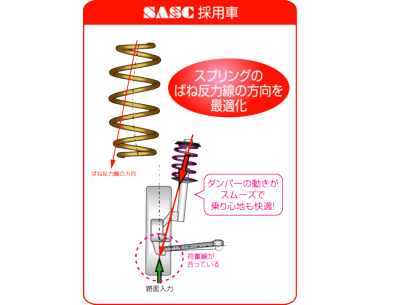 SASC 採用車
スプリングの
ばね反力線の方向を
最適化
ばね反力線の方向
ダンパーの動きが
スムーズで
乗り心地も快適!
荷重線が
合っている
路面入力